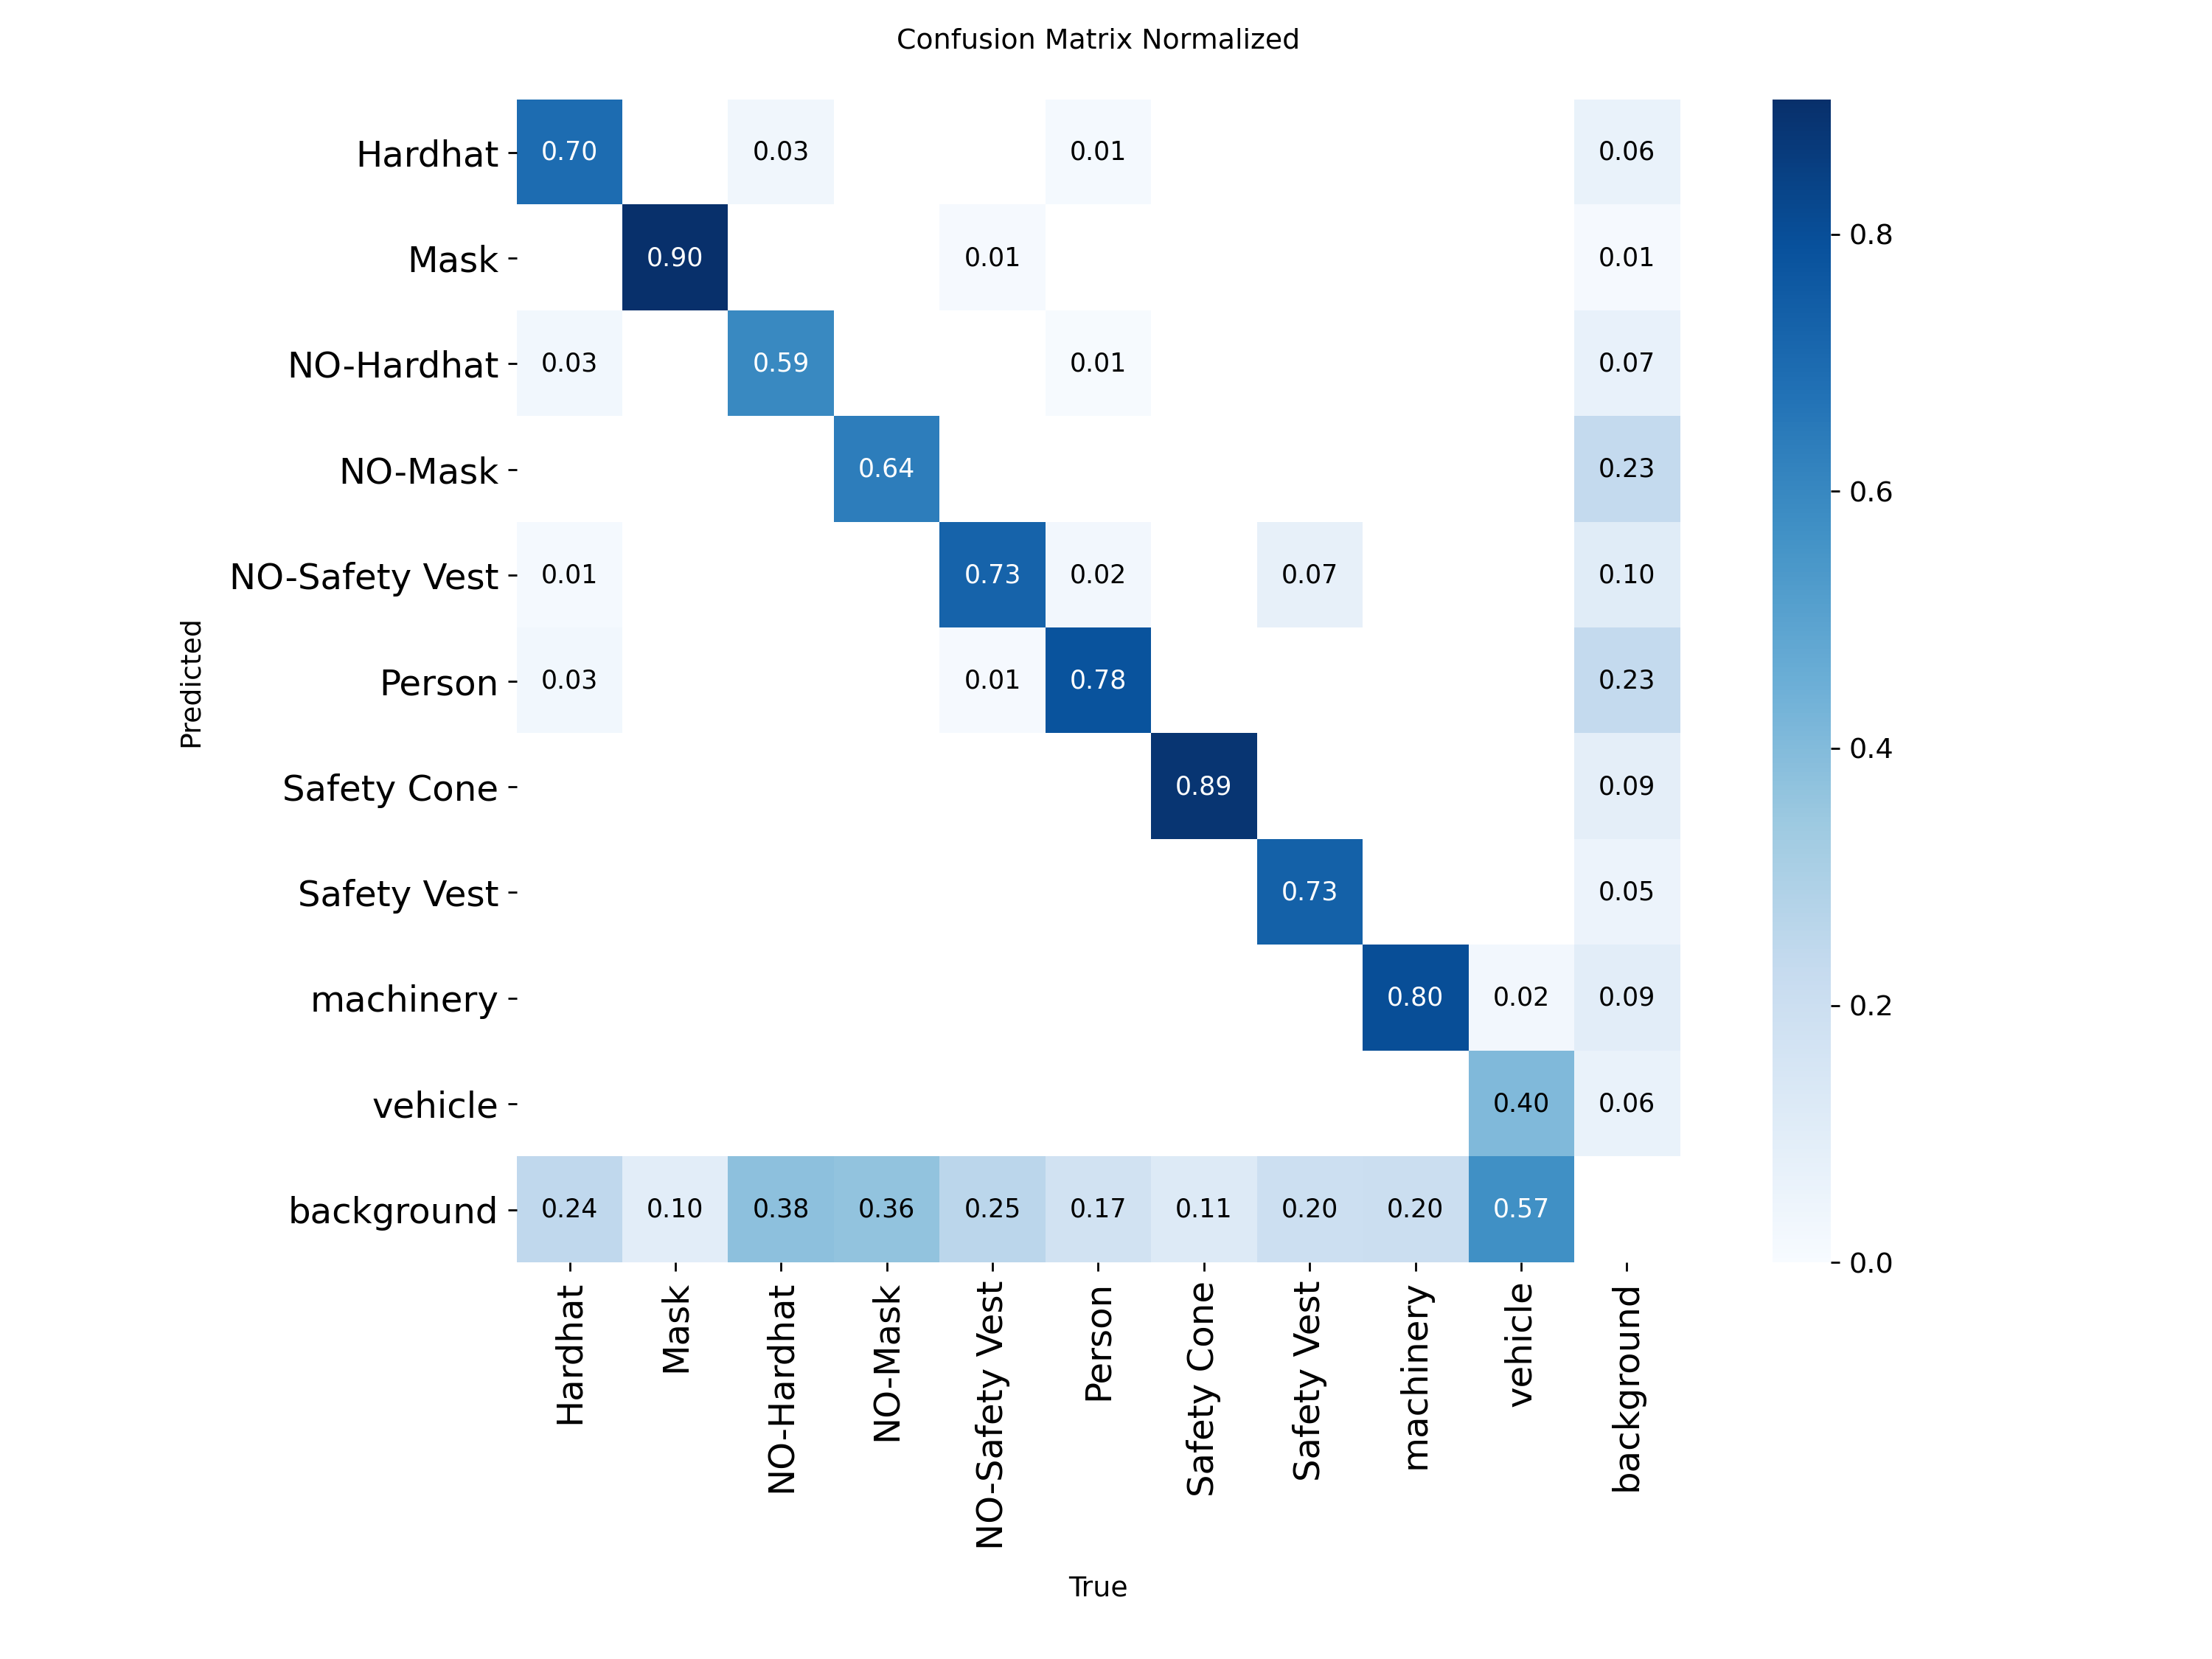 Confusion Matrix Normalized
Hardhat 0.70 0.03 0.01 0.06
Mask 0.90 0.01 0.01 0.8
NO-Hardhat 0.03 0.59 0.01 0.07
0.6
NO-Mask 0.64 0.23
NO-Safety Vest 0.01 0.73 0.02 0.07 0.10
Predicted
Person 0.03 0.01 0.78 0.23
0.4
Safety Cone 0.89 0.09
Safety Vest 0.73 0.05
machinery 0.80 0.02 0.09 0.2
vehicle 0.40 0.06
background 0.24 0.10 0.38 0.36 0.25 0.17 0.11 0.20 0.20 0.57
0.0
Hardhat
Mask
NO-Hardhat
NO-Mask
NO-Safety Vest
Person
Safety Cone
Safety Vest
machinery
vehicle
background
True